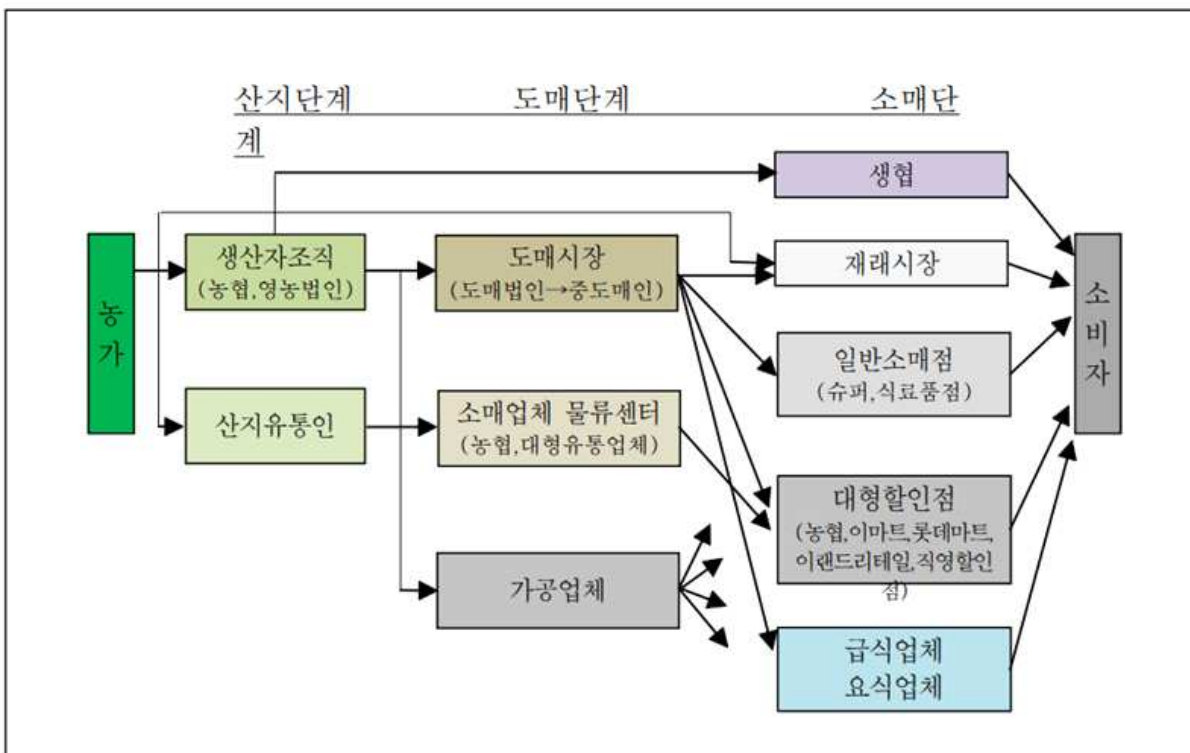 산지단계 도매단계 소매단
계
생협
생산자조직
(농협,영농법인)
도매시장
(도매법인→중도매인)
재래시장
농
가
소
비
자
일반소매점
(슈퍼,식료품점)
산지유통인
소매업체 물류센터
(농협,대형유통업체)
대형할인점
(농협,이마트,롯데마트,
이랜드리테일,직영할인
점)
가공업체
급식업체
요식업체